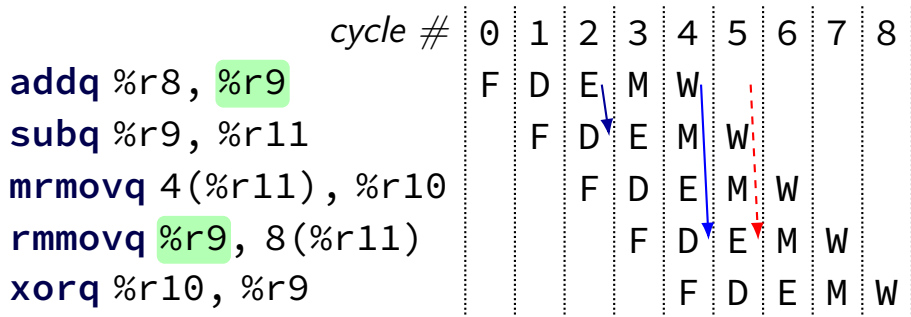 cycle # 0 1 2 3 4 5 6 7 8
addq %r8, %r9 F D E M W
subq %r9, %r11 F D E M W
mrmovq 4(%r11), %r10 F D E M W
rmmovq %r9, 8(%r11) F D E M W
xorq %r10, %r9 F D E M W